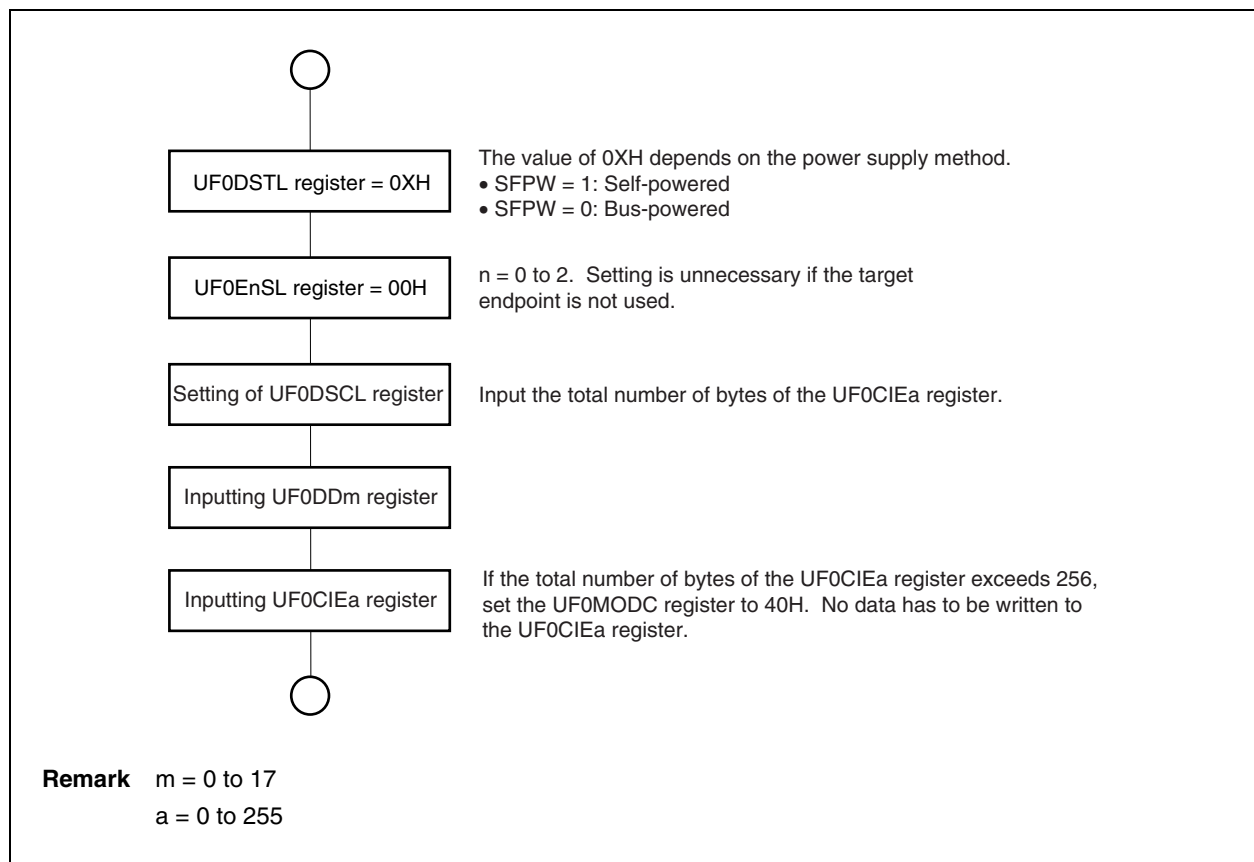 UF0DSTL register = 0XH
The value of 0XH depends on the power supply method.
• SFPW = 1: Self-powered
• SFPW = 0: Bus-powered
UF0EnSL register = 00H
n = 0 to 2.  Setting is unnecessary if the target
endpoint is not used.
Setting of UF0DSCL register
Input the total number of bytes of the UF0CIEa register.
Inputting UF0DDm register
Inputting UF0CIEa register
If the total number of bytes of the UF0CIEa register exceeds 256,
set the UF0MODC register to 40H.  No data has to be written to
the UF0CIEa register.
Remark m = 0 to 17
a = 0 to 255